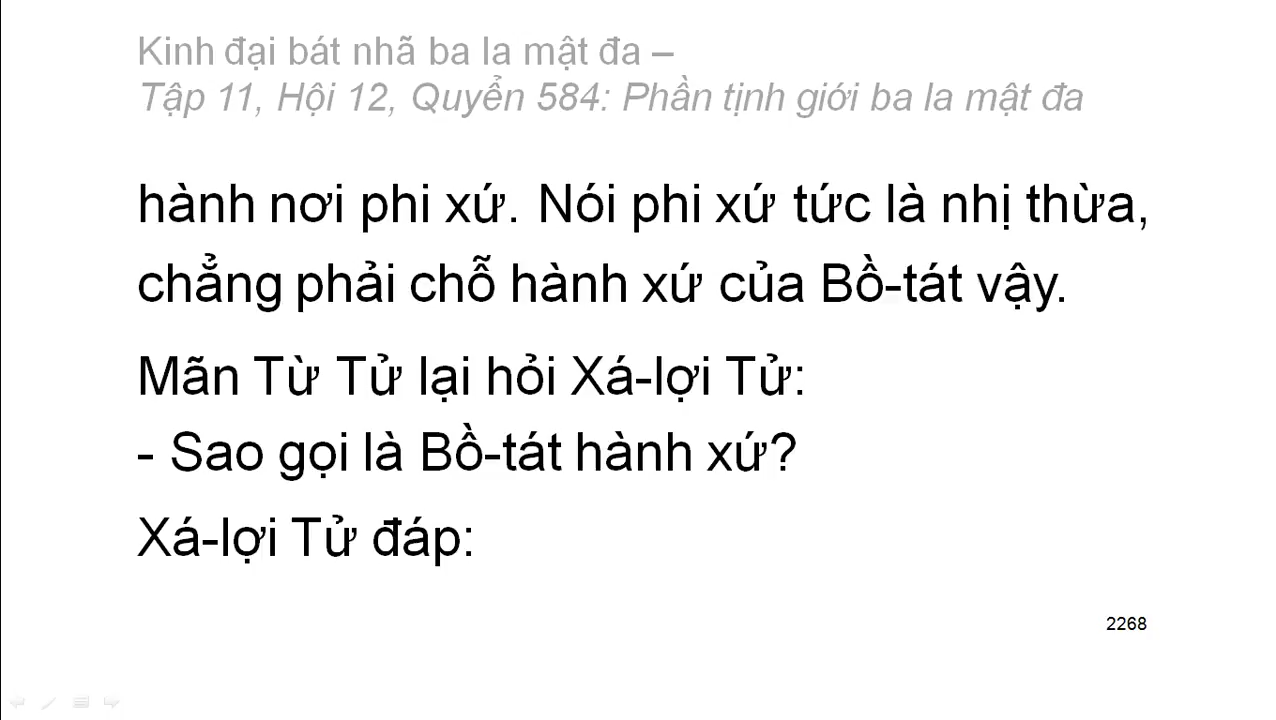 Kinh đại bát nhã ba la mật đa –
Tập 11, Hội 12, Quyển 584: Phần tịnh giới ba la mật đa
hành nơi phi xứ. Nói phi xứ tức là nhị thừa,
chẳng phải chỗ hành xứ của Bồ-tát vậy.
Mãn Từ Tử lại hỏi Xá-lợi Tử:
- Sao gọi là Bồ-tát hành xứ?
Xá-lợi Tử đáp:
2268